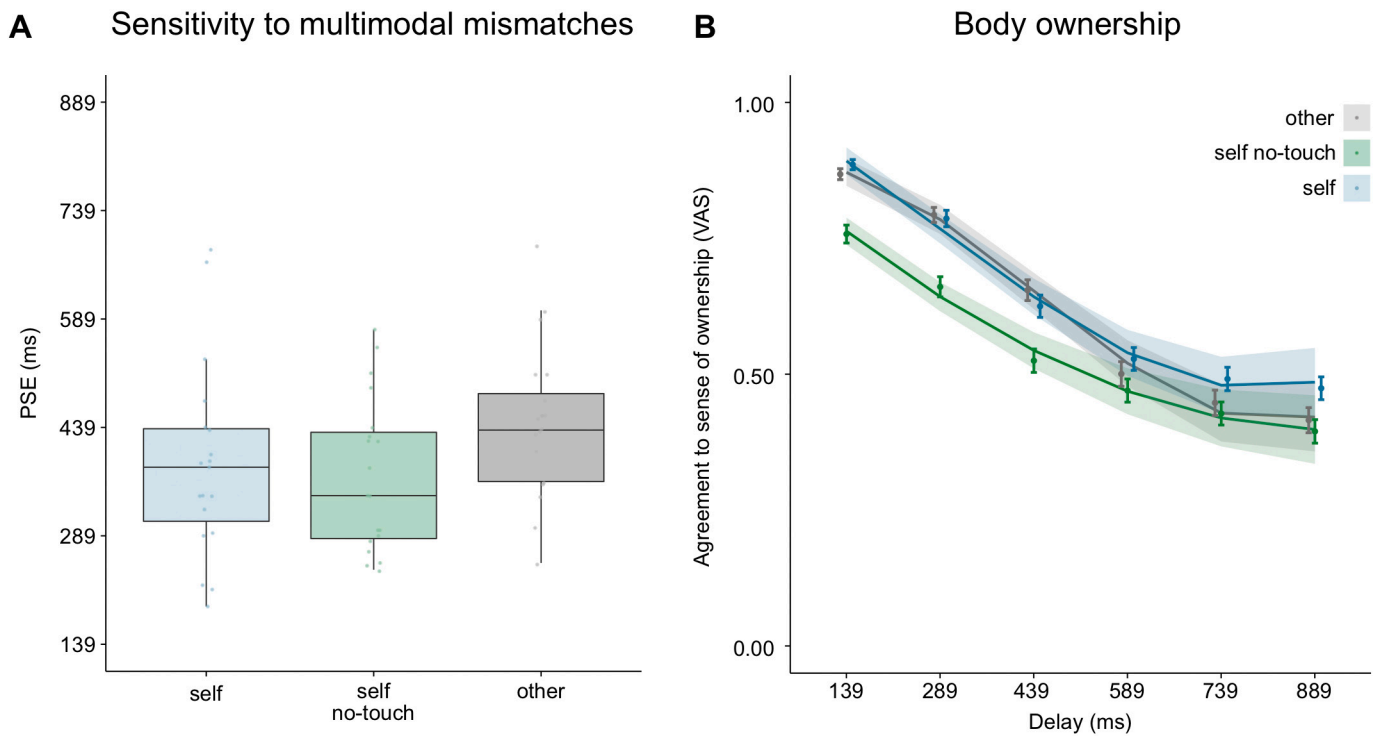 A Sensitivity to multimodal mismatches
PSE (ms)
889
739
589
439
289
139
self
self
no-touch
other
B Body ownership
Agreement to sense of ownership (VAS)
1.00
0.50
0.00
other
self no-touch
self
139 289 439 589 739 889
Delay (ms)